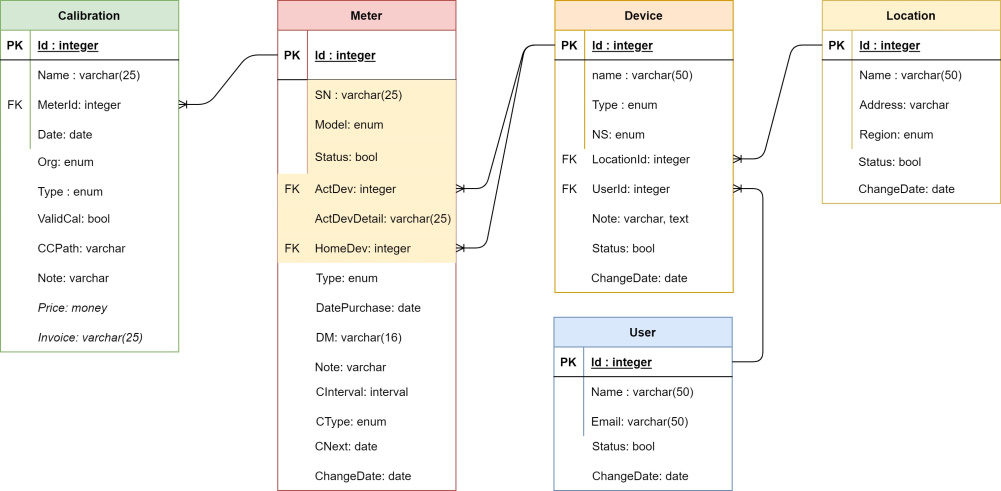 Calibration
PK Id : integer
Name : varchar(25)
FK MeterId: integer
Date: date
Org: enum
Type : enum
ValidCal: bool
CCPath: varchar
Note: varchar
Price: money
Invoice: varchar(25)
Meter
PK Id : integer
SN : varchar(25)
Model: enum
Status: bool
FK ActDev: integer
ActDevDetail: varchar(25)
FK HomeDev: integer
Type: enum
DatePurchase: date
DM: varchar(16)
Note: varchar
CInterval: interval
CType: enum
CNext: date
ChangeDate: date
Device
PK Id : integer
name : varchar(50)
Type : enum
NS: enum
FK LocationId: integer
FK UserId: integer
Note: varchar, text
Status: bool
ChangeDate: date
User
PK Id : integer
Name : varchar(50)
Email: varchar(50)
Status: bool
ChangeDate: date
Location
PK Id : integer
Name : varchar(50)
Address: varchar
Region: enum
Status: bool
ChangeDate: date